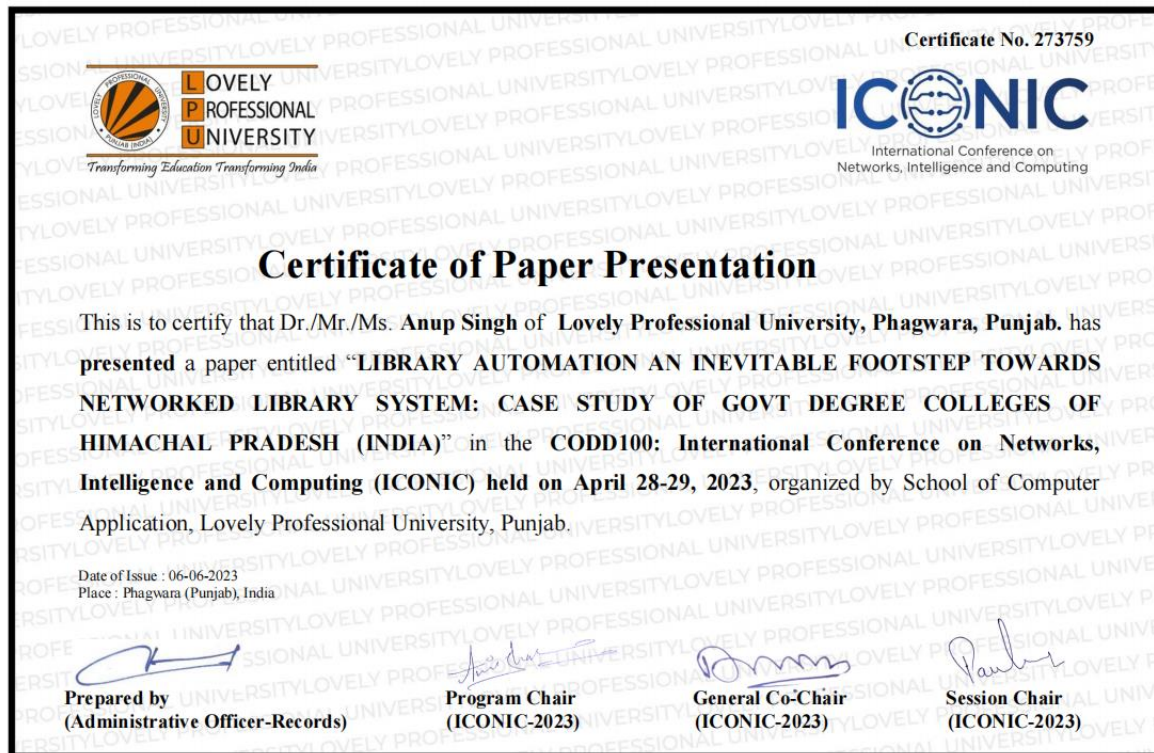 Certificate No. 273759
LOVELY
PROFESSIONAL
UNIVERSITY
Transforming Education Transforming India
ICONIC
International Conference on
Networks, Intelligence and Computing
Certificate of Paper Presentation
This is to certify that Dr./Mr./Ms. Anup Singh of Lovely Professional University, Phagwara, Punjab. has
presented a paper entitled “LIBRARY AUTOMATION AN INEVITABLE FOOTSTEP TOWARDS
NETWORKED LIBRARY SYSTEM: CASE STUDY OF GOVT DEGREE COLLEGES OF
HIMACHAL PRADESH (INDIA)” in the CODD100: International Conference on Networks,
Intelligence and Computing (ICONIC) held on April 28-29, 2023, organized by School of Computer
Application, Lovely Professional University, Punjab.
Date of Issue : 06-06-2023
Place : Phagwara (Punjab), India
Prepared by
(Administrative Officer-Records)
Program Chair
(ICONIC-2023)
General Co-Chair
(ICONIC-2023)
Session Chair
(ICONIC-2023)